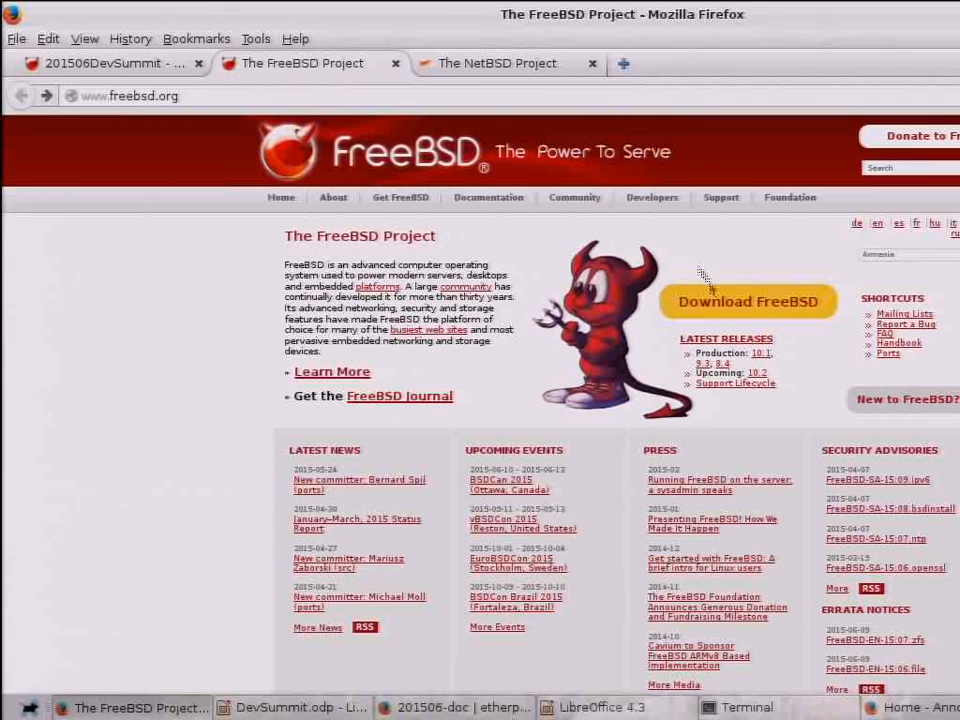 The FreeBSD Project - Mozilla Firefox
File Edit View History Bookmarks Tools Help
201506DevSummit - ... The FreeBSD Project The NetBSD Project
www.freebsd.org
FreeBSD® The Power To Serve
Donate to Fr
Search
Home About Get FreeBSD Documentation Community Developers Support Foundation
de en es fr hu it
ru
The FreeBSD Project
Armenia
FreeBSD is an advanced computer operating
system used to power modern servers, desktops
and embedded platforms. A large community has
continually developed it for more than thirty years.
Its advanced networking, security and storage
features have made FreeBSD the platform of
choice for many of the busiest web sites and most
pervasive embedded networking and storage
devices.
» Learn More
» Get the FreeBSD Journal
Download FreeBSD
LATEST RELEASES
» Production: 10.1,
9.3, 8.4
» Upcoming: 10.2
» Support Lifecycle
SHORTCUTS
» Mailing Lists
» Report a Bug
» FAQ
» Handbook
» Ports
New to FreeBSD?
LATEST NEWS
2015-05-24
New committer: Bernard Spil
(ports)
2015-04-30
January–March, 2015 Status
Report
2015-04-27
New committer: Mariusz
Zaborski (src)
2015-04-21
New committer: Michael Moll
(ports)
More News RSS
UPCOMING EVENTS
2015-06-10 - 2015-06-13
BSDCan 2015
(Ottawa, Canada)
2015-09-11 - 2015-09-13
vBSDCon 2015
(Reston, United States)
2015-10-01 - 2015-10-04
EuroBSDCon 2015
(Stockholm, Sweden)
2015-10-09 - 2015-10-10
BSDCon Brazil 2015
(Fortaleza, Brazil)
More Events
PRESS
2015-03
Running FreeBSD on the server:
a sysadmin speaks
2015-01
Presenting FreeBSD! How We
Made It Happen
2014-12
Get started with FreeBSD: A
brief intro for Linux users
2014-11
The FreeBSD Foundation
Announces Generous Donation
and Fundraising Milestone
2014-10
Cavium to Sponsor
FreeBSD ARMv8 Based
Implementation
More Media
SECURITY ADVISORIES
2015-04-07
FreeBSD-SA-15:09.ipv6
2015-04-07
FreeBSD-SA-15:08.bsdinstall
2015-04-07
FreeBSD-SA-15:07.ntp
2015-03-19
FreeBSD-SA-15:06.openssl
More RSS
ERRATA NOTICES
2015-06-09
FreeBSD-EN-15:07.zfs
2015-06-09
FreeBSD-EN-15:06.file
More RSS
The FreeBSD Project... DevSummit.odp - Li... 201506-doc | etherp... LibreOffice 4.3 Terminal Home - Anno